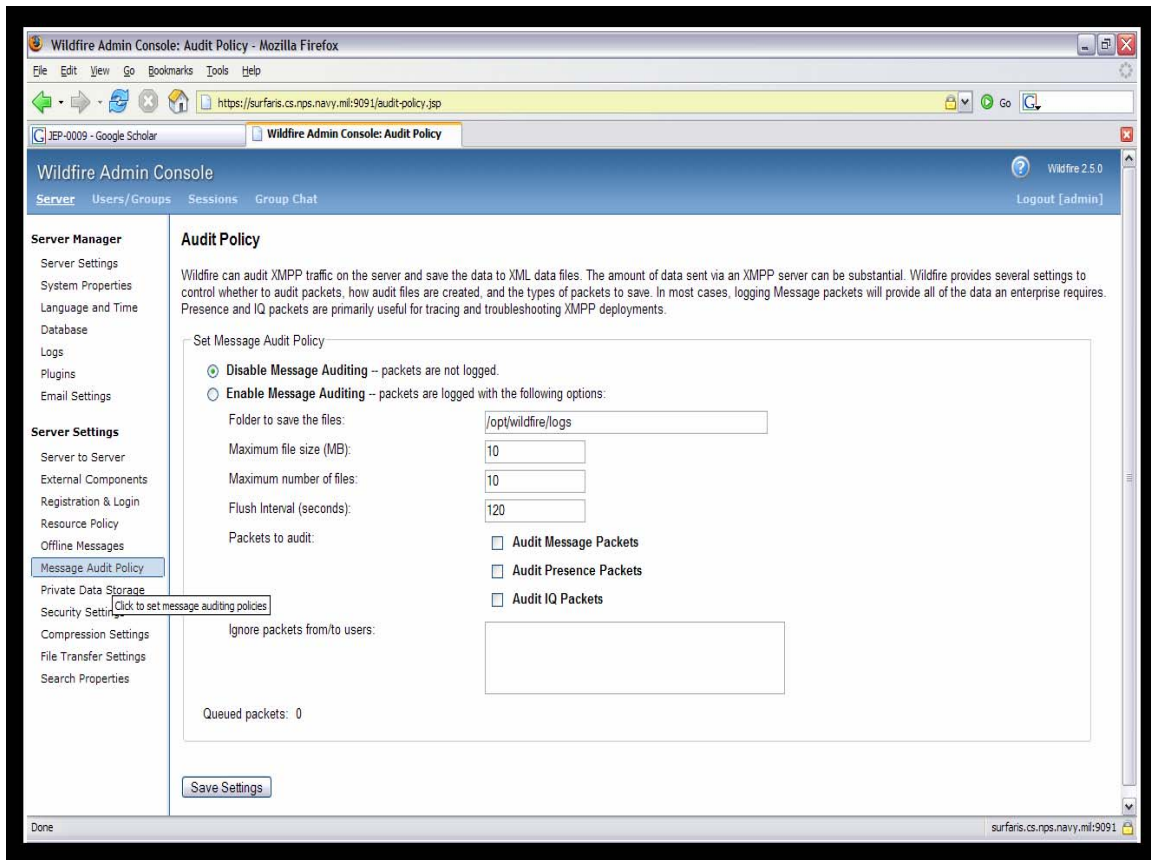 Wildfire Admin Console: Audit Policy - Mozilla Firefox
File Edit View Go Bookmarks Tools Help
https://surfaris.cs.nps.navy.mil:9091/audit-policy.jsp
Go
G
G JEP-0009 - Google Scholar
Wildfire Admin Console: Audit Policy
Wildfire Admin Console
? Wildfire 2.5.0
Server Users/Groups Sessions Group Chat
Logout [admin]
Server Manager
Server Settings
System Properties
Language and Time
Database
Logs
Plugins
Email Settings
Server Settings
Server to Server
External Components
Registration & Login
Resource Policy
Offline Messages
Message Audit Policy
Private Data Storage
Click to set message auditing policies
Security Settings
Compression Settings
File Transfer Settings
Search Properties
Audit Policy
Wildfire can audit XMPP traffic on the server and save the data to XML data files. The amount of data sent via an XMPP server can be substantial. Wildfire provides several settings to
control whether to audit packets, how audit files are created, and the types of packets to save. In most cases, logging Message packets will provide all of the data an enterprise requires.
Presence and IQ packets are primarily useful for tracing and troubleshooting XMPP deployments.
Set Message Audit Policy
Disable Message Auditing -- packets are not logged.
Enable Message Auditing -- packets are logged with the following options:
Folder to save the files: /opt/wildfire/logs
Maximum file size (MB): 10
Maximum number of files: 10
Flush Interval (seconds): 120
Packets to audit:
Audit Message Packets
Audit Presence Packets
Audit IQ Packets
Ignore packets from/to users:
Queued packets: 0
Save Settings
Done
surfaris.cs.nps.navy.mil:9091